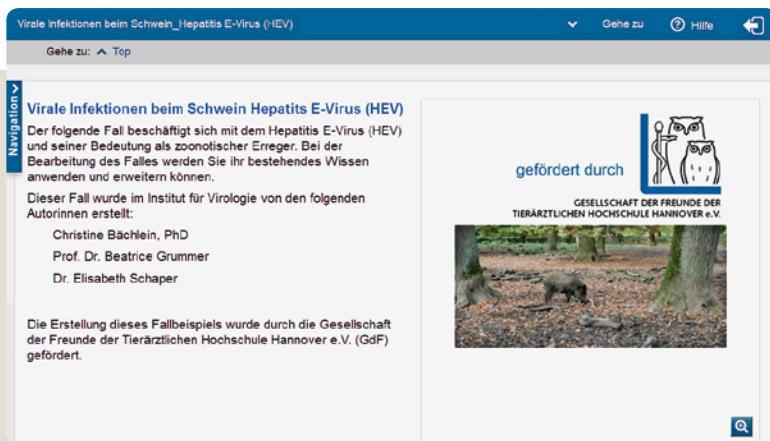 Virale Infektionen beim Schwein_Hepatitis E-Virus (HEV)
Gehe zu
Hilfe
Gehe zu: Top
Navigation
Virale Infektionen beim Schwein Hepatits E-Virus (HEV)
Der folgende Fall beschäftigt sich mit dem Hepatitis E-Virus (HEV)
und seiner Bedeutung als zoonotischer Erreger. Bei der
Bearbeitung des Falles werden Sie ihr bestehendes Wissen
anwenden und erweitern können.
Dieser Fall wurde im Institut für Virologie von den folgenden
Autorinnen erstellt:
Christine Bächlein, PhD
Prof. Dr. Beatrice Grummer
Dr. Elisabeth Schaper
Die Erstellung dieses Fallbeispiels wurde durch die Gesellschaft
der Freunde der Tierärztlichen Hochschule Hannover e.V. (GdF)
gefördert.
gefördert durch
GESELLSCHAFT DER FREUNDE DER
TIERÄRZTLICHEN HOCHSCHULE HANNOVER e.V.